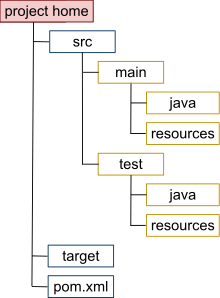 project home
src
main
java
resources
test
java
resources
target
pom.xml